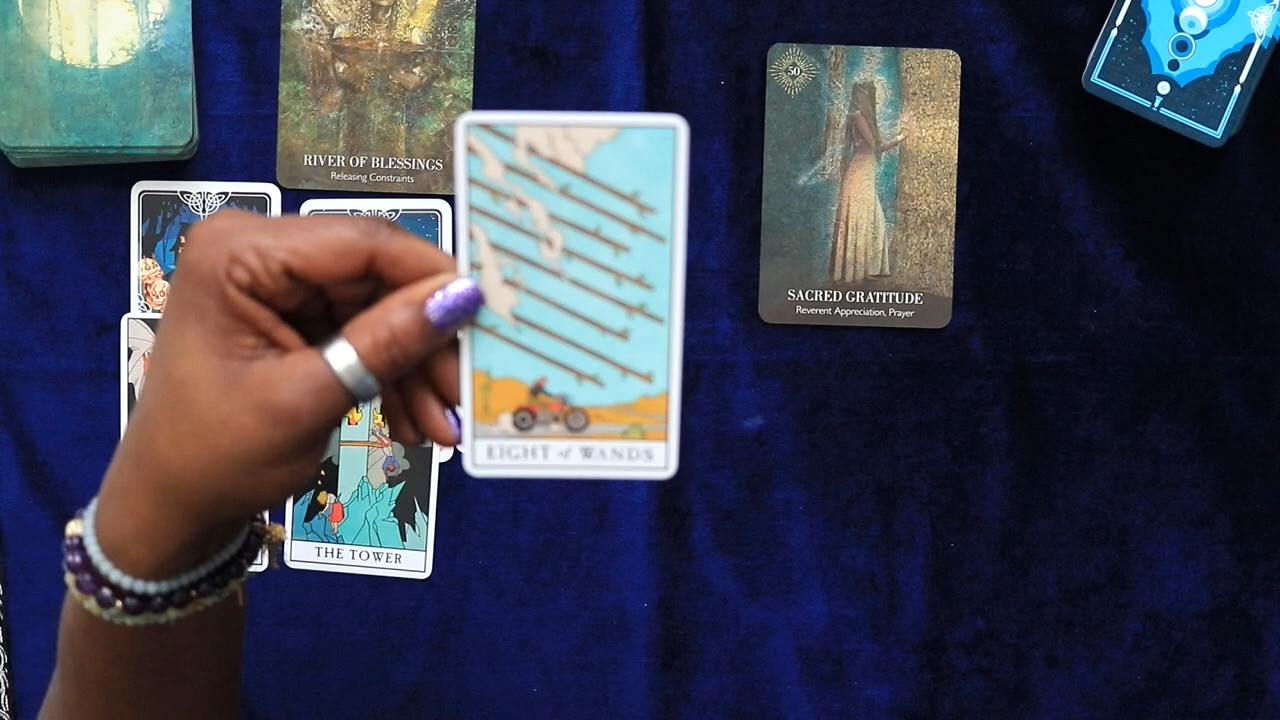 RIVER OF BLESSINGS
Releasing Constraints
50
SACRED GRATITUDE
Reverent Appreciation, Prayer
EIGHT of WANDS
THE TOWER